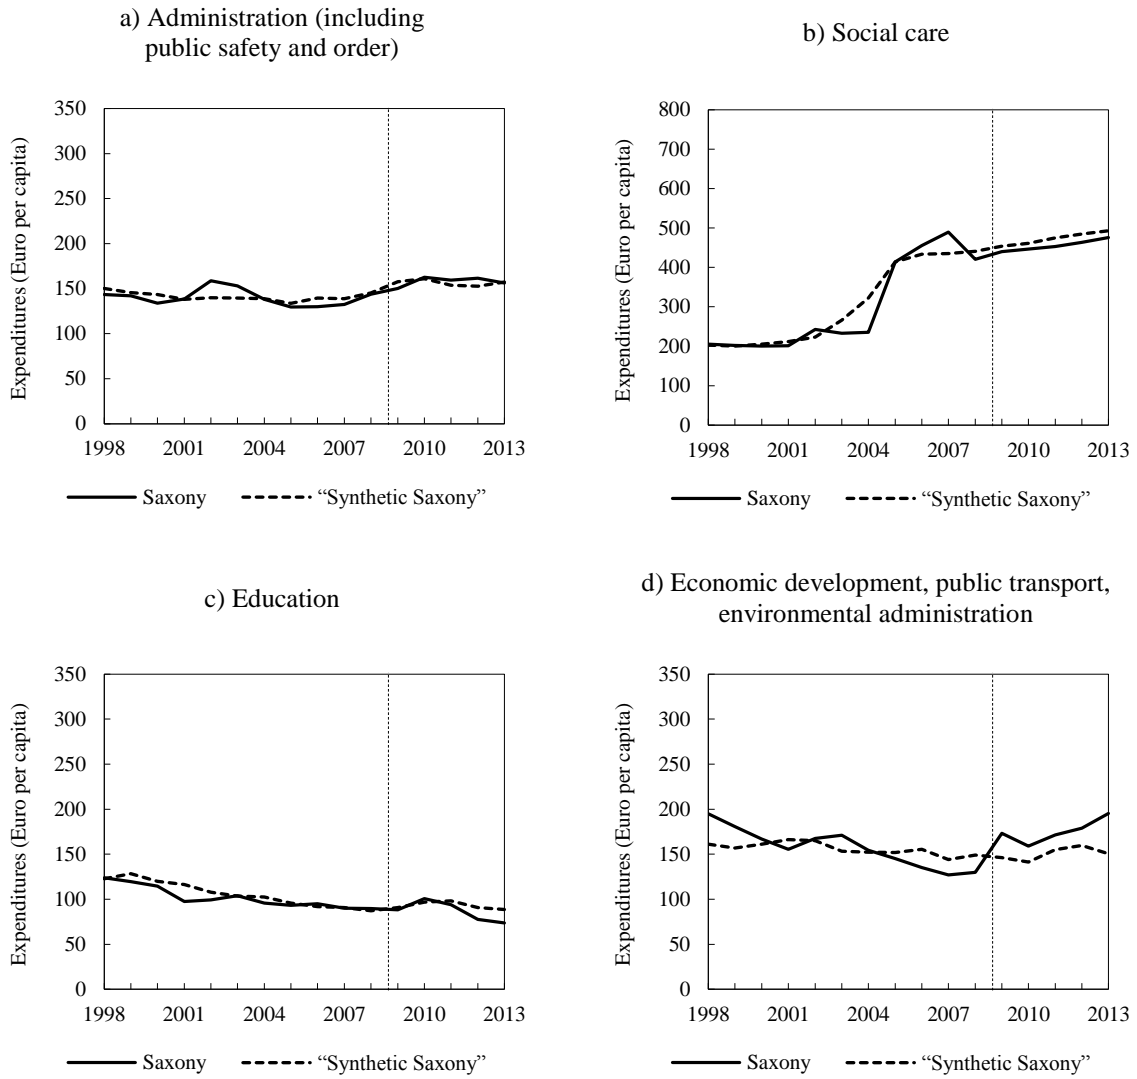 a) Administration (including
public safety and order)
Expenditures (Euro per capita)
350
300
250
200
150
100
50
0
1998 2001 2004 2007 2010 2013
Saxony “Synthetic Saxony”
b) Social care
Expenditures (Euro per capita)
800
700
600
500
400
300
200
100
0
1998 2001 2004 2007 2010 2013
Saxony “Synthetic Saxony”
c) Education
Expenditures (Euro per capita)
350
300
250
200
150
100
50
0
1998 2001 2004 2007 2010 2013
Saxony “Synthetic Saxony”
d) Economic development, public transport,
environmental administration
Expenditures (Euro per capita)
350
300
250
200
150
100
50
0
1998 2001 2004 2007 2010 2013
Saxony “Synthetic Saxony”